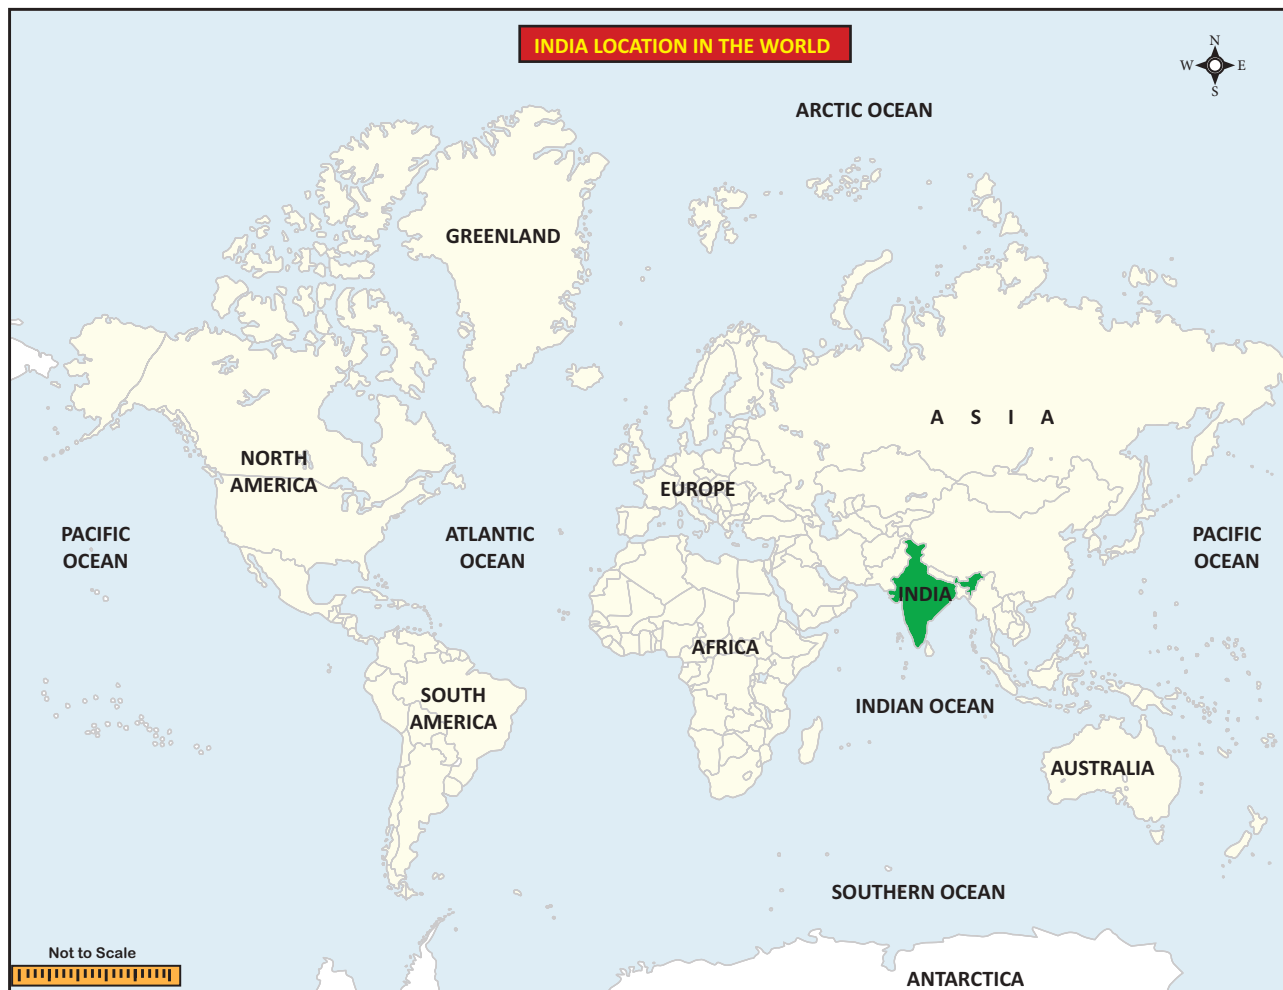 INDIA LOCATION IN THE WORLD
N
W E
S
ARCTIC OCEAN
GREENLAND
A S I A
NORTH
AMERICA
EUROPE
PACIFIC
OCEAN
ATLANTIC
OCEAN
PACIFIC
OCEAN
INDIA
AFRICA
SOUTH
AMERICA
INDIAN OCEAN
AUSTRALIA
SOUTHERN OCEAN
Not to Scale
ANTARCTICA